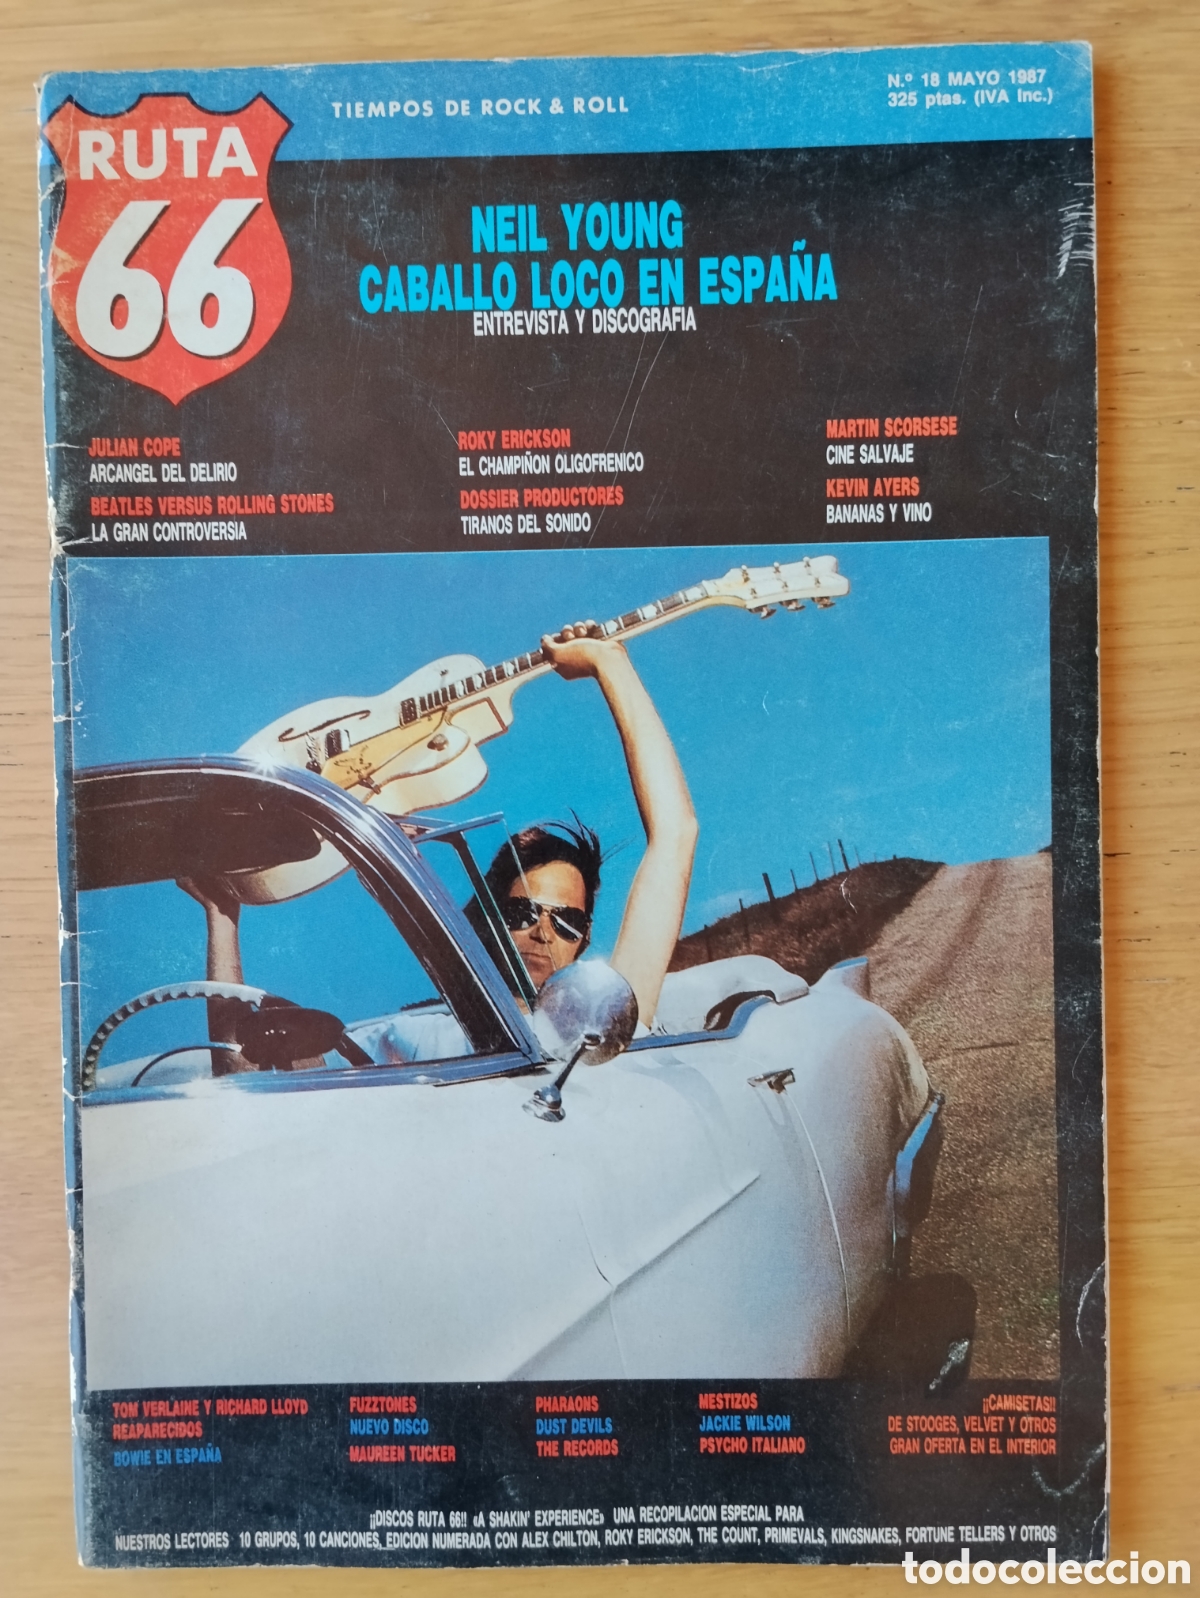 RUTA
66
TIEMPOS DE ROCK & ROLL
N.º 18 MAYO 1987
325 ptas. (IVA Inc.)
NEIL YOUNG
CABALLO LOCO EN ESPAÑA
ENTREVISTA Y DISCOGRAFIA
JULIAN COPE
ARCANGEL DEL DELIRIO
BEATLES VERSUS ROLLING STONES
LA GRAN CONTROVERSIA
ROKY ERICKSON
EL CHAMPIÑON OLIGOFRENICO
DOSSIER PRODUCTORES
TIRANOS DEL SONIDO
MARTIN SCORSESE
CINE SALVAJE
KEVIN AYERS
BANANAS Y VINO
TOM VERLAINE Y RICHARD LLOYD
REAPARECIDOS
BOWIE EN ESPAÑA
FUZZTONES
NUEVO DISCO
MAUREEN TUCKER
PHARAONS
DUST DEVILS
THE RECORDS
MESTIZOS
JACKIE WILSON
PSYCHO ITALIANO
¡¡CAMISETAS!!
DE STOOGES, VELVET Y OTROS
GRAN OFERTA EN EL INTERIOR
¡¡DISCOS RUTA 66!! «A SHAKIN' EXPERIENCE» UNA RECOPILACION ESPECIAL PARA
NUESTROS LECTORES 10 GRUPOS, 10 CANCIONES, EDICION NUMERADA CON ALEX CHILTON, ROKY ERICKSON, THE COUNT, PRIMEVALS, KINGSNAKES, FORTUNE TELLERS Y OTROS
todocoleccion